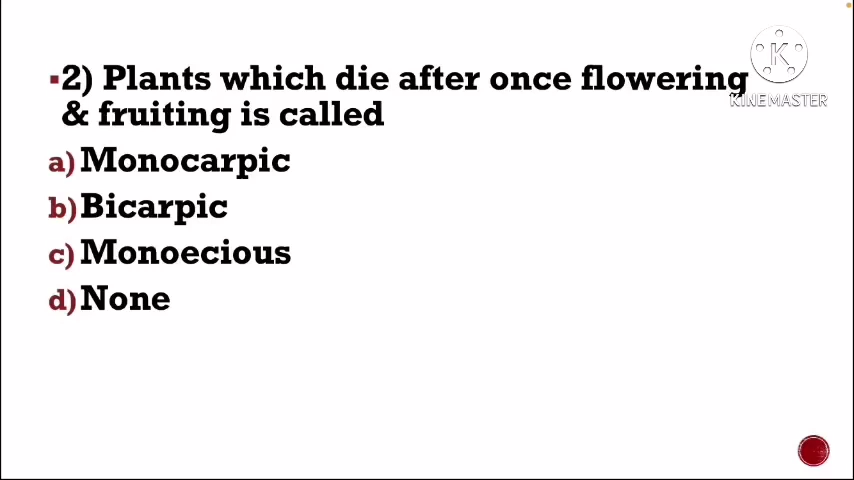 ▪2) Plants which die after once flowering
& fruiting is called
a) Monocarpic
b) Bicarpic
c) Monoecious
d) None
K
KINEMASTER